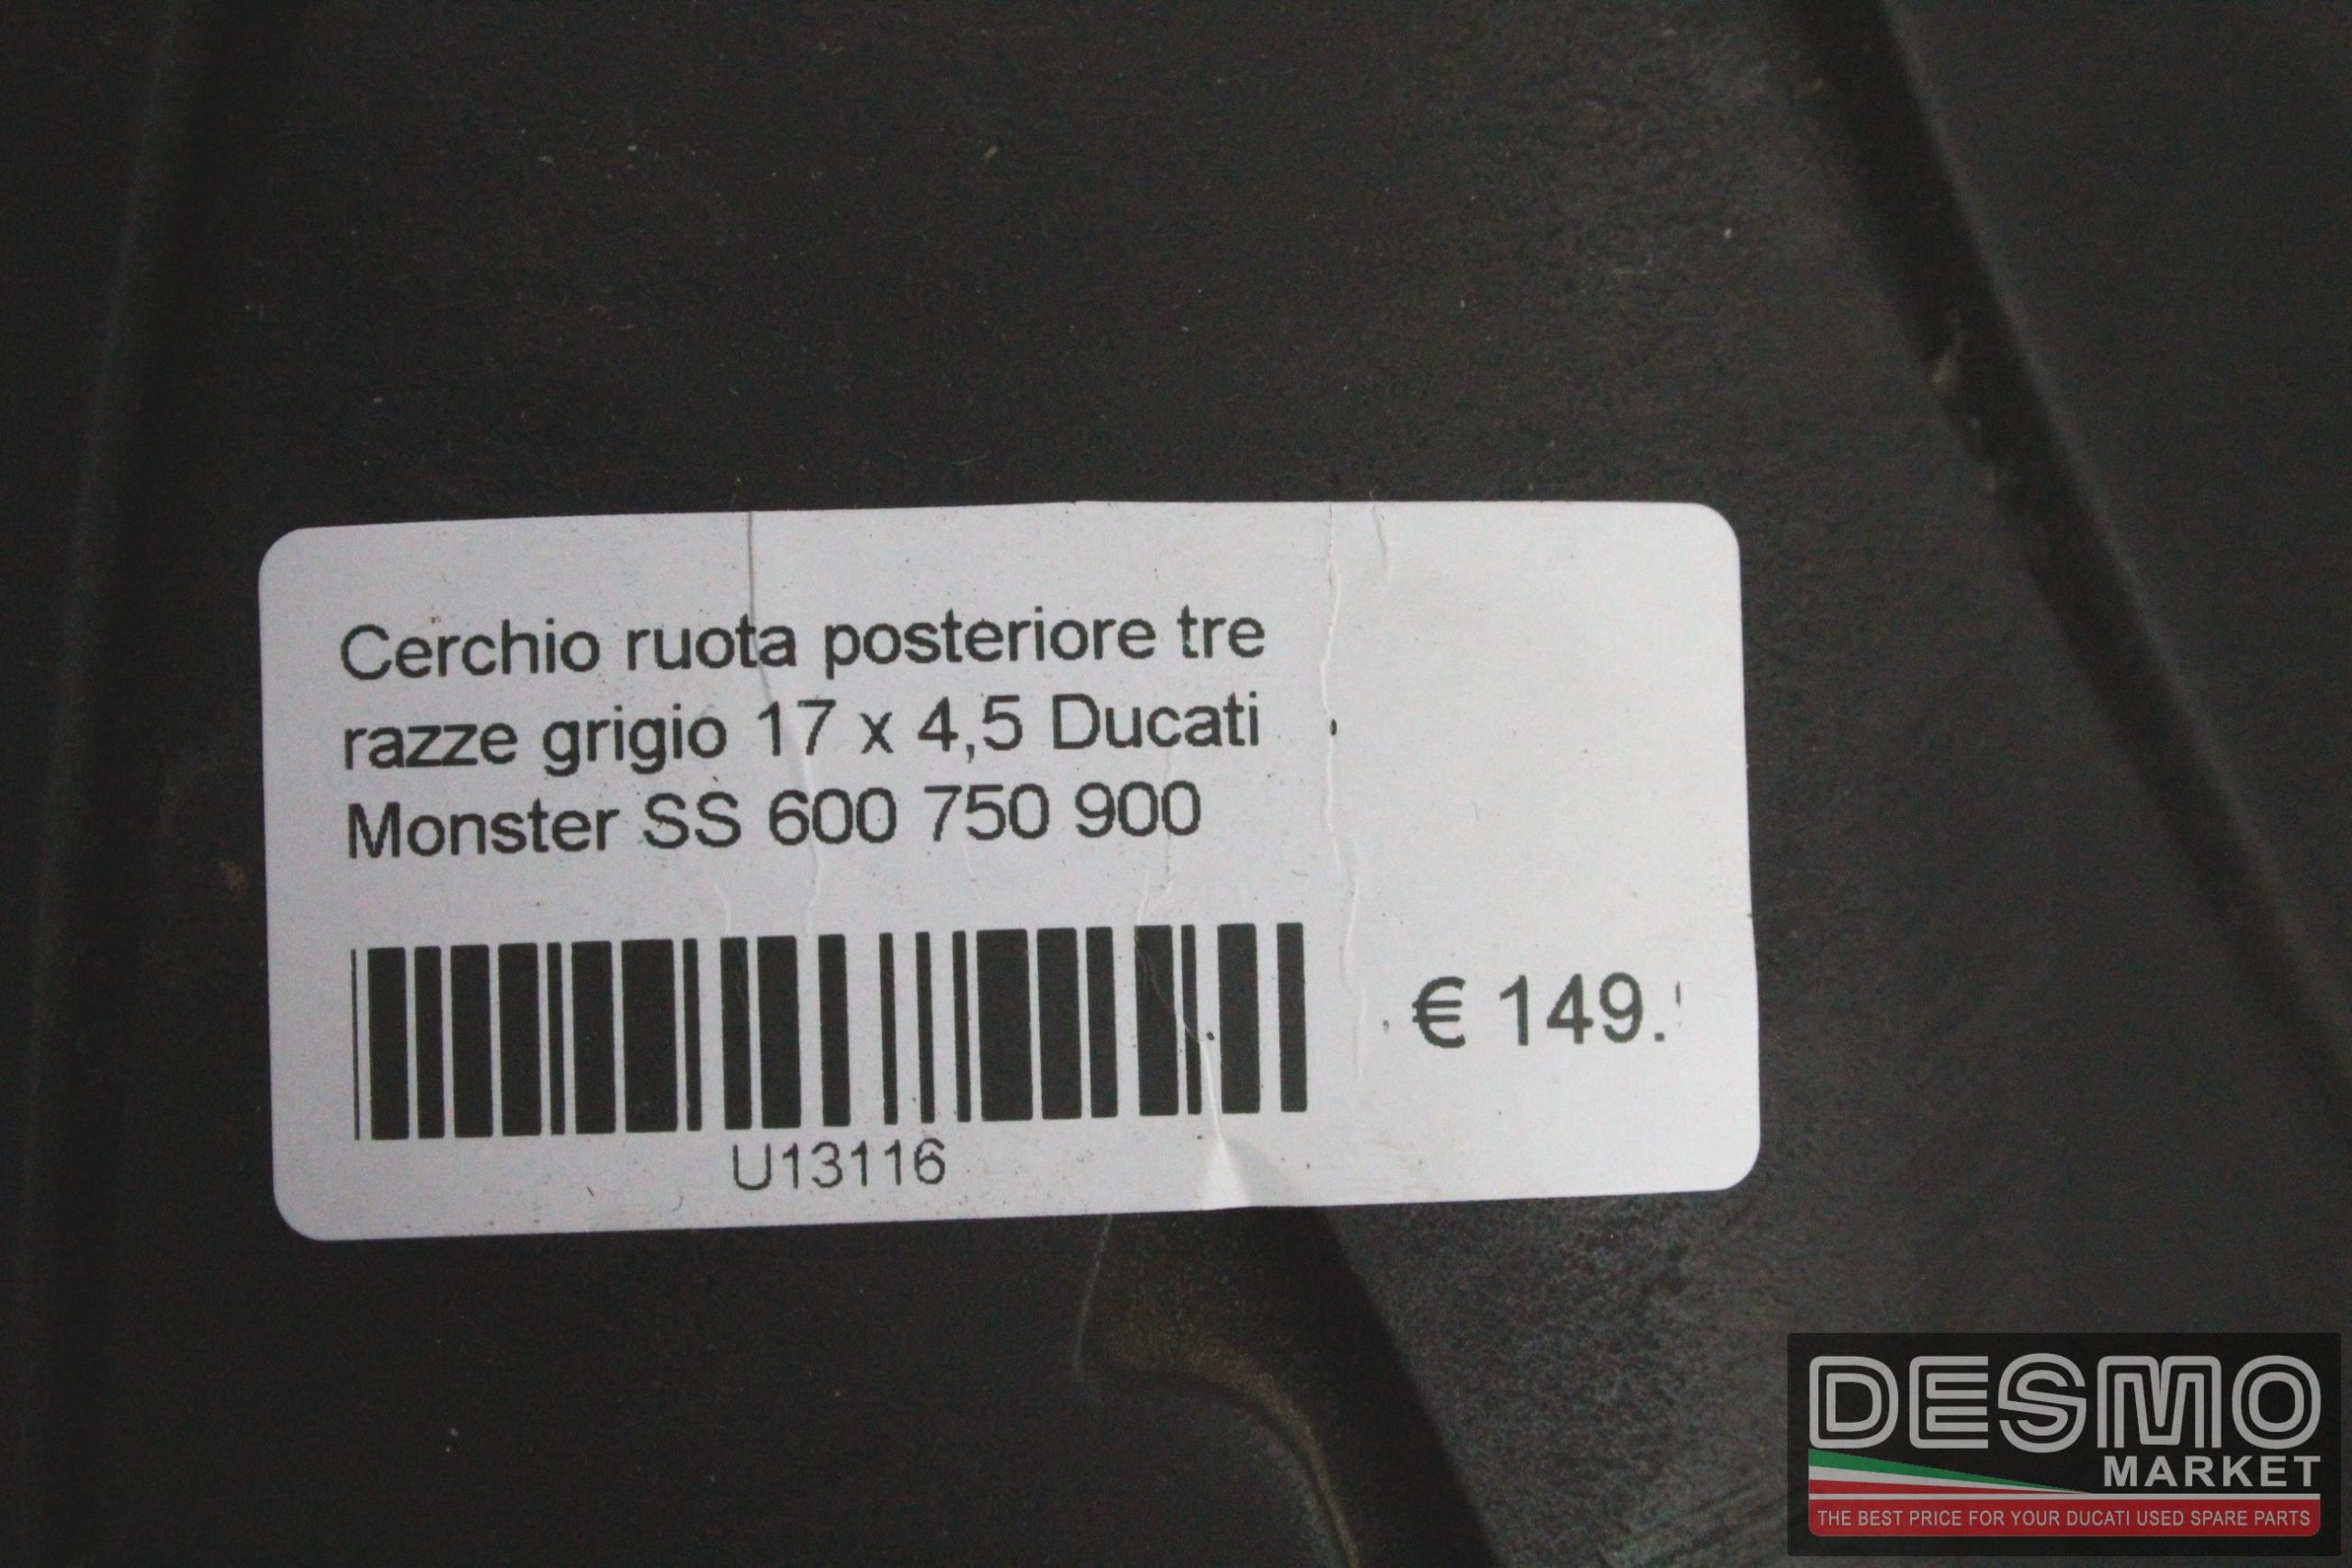 Cerchio ruota posteriore tre
razze grigio 17 x 4,5 Ducati
Monster SS 600 750 900
€ 149.
U13116
DESMO
MARKET
THE BEST PRICE FOR YOUR DUCATI USED SPARE PARTS